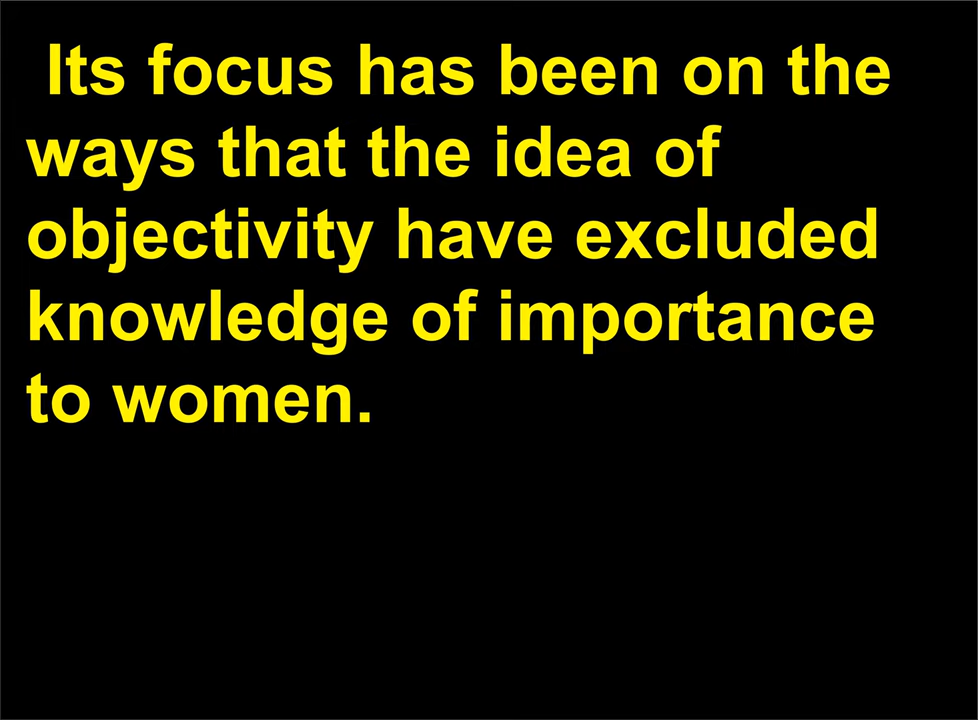 Its focus has been on the
ways that the idea of
objectivity have excluded
knowledge of importance
to women.